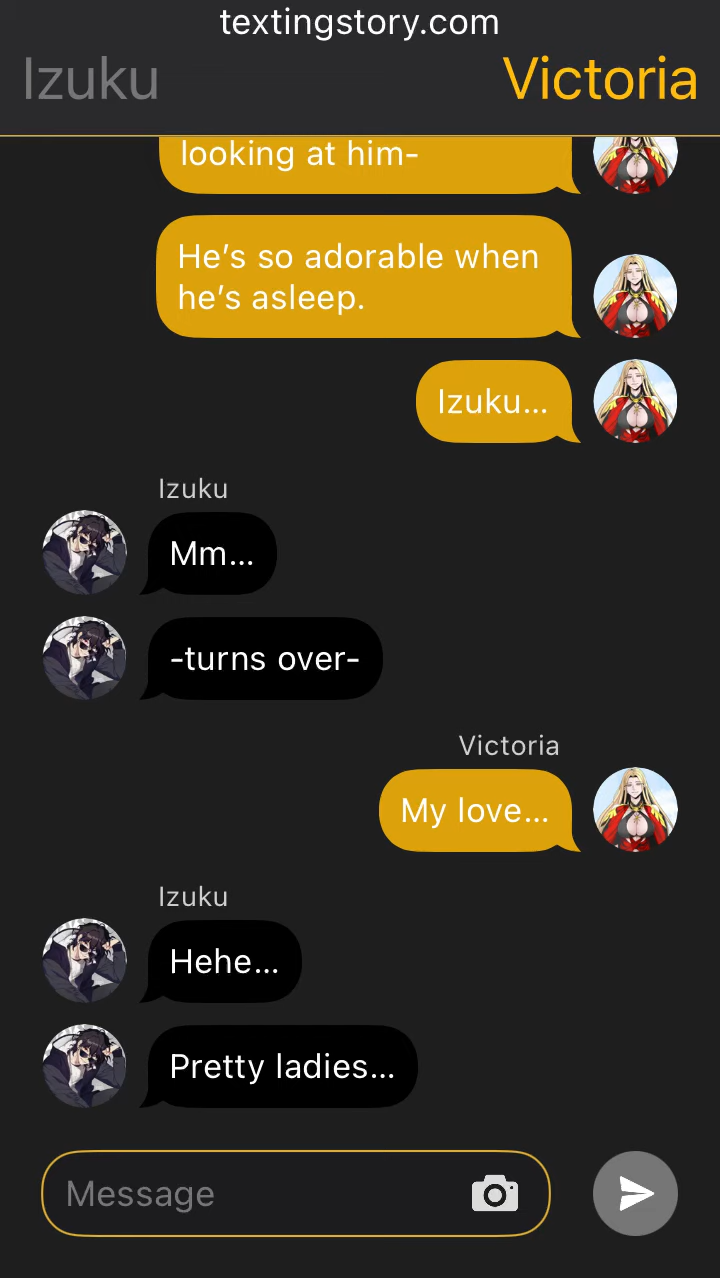 textingstory.com
Izuku
Victoria
looking at him-
He’s so adorable when
he’s asleep.
Izuku...
Izuku
Mm...
-turns over-
Victoria
My love...
Izuku
Hehe...
Pretty ladies...
Message